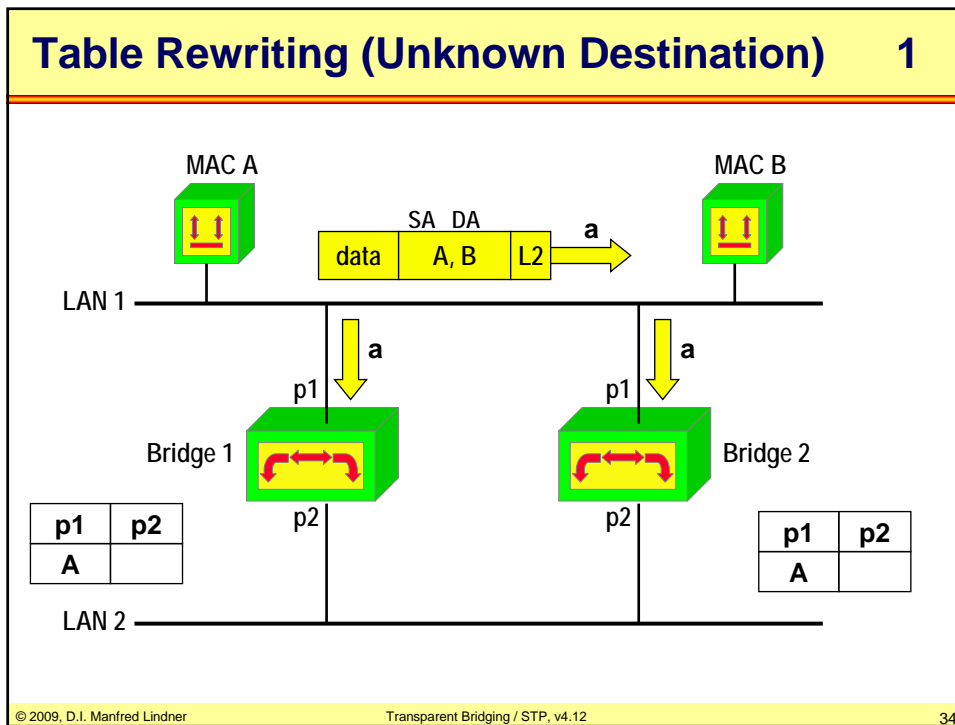 Table Rewriting (Unknown Destination) 1
MAC A
MAC B
SA DA
data A, B L2 a
LAN 1
a a
p1 p1
Bridge 1
Bridge 2
p2 p2
p1 p2
A
p1 p2
A
LAN 2
© 2009, D.I. Manfred Lindner Transparent Bridging / STP, v4.12 34